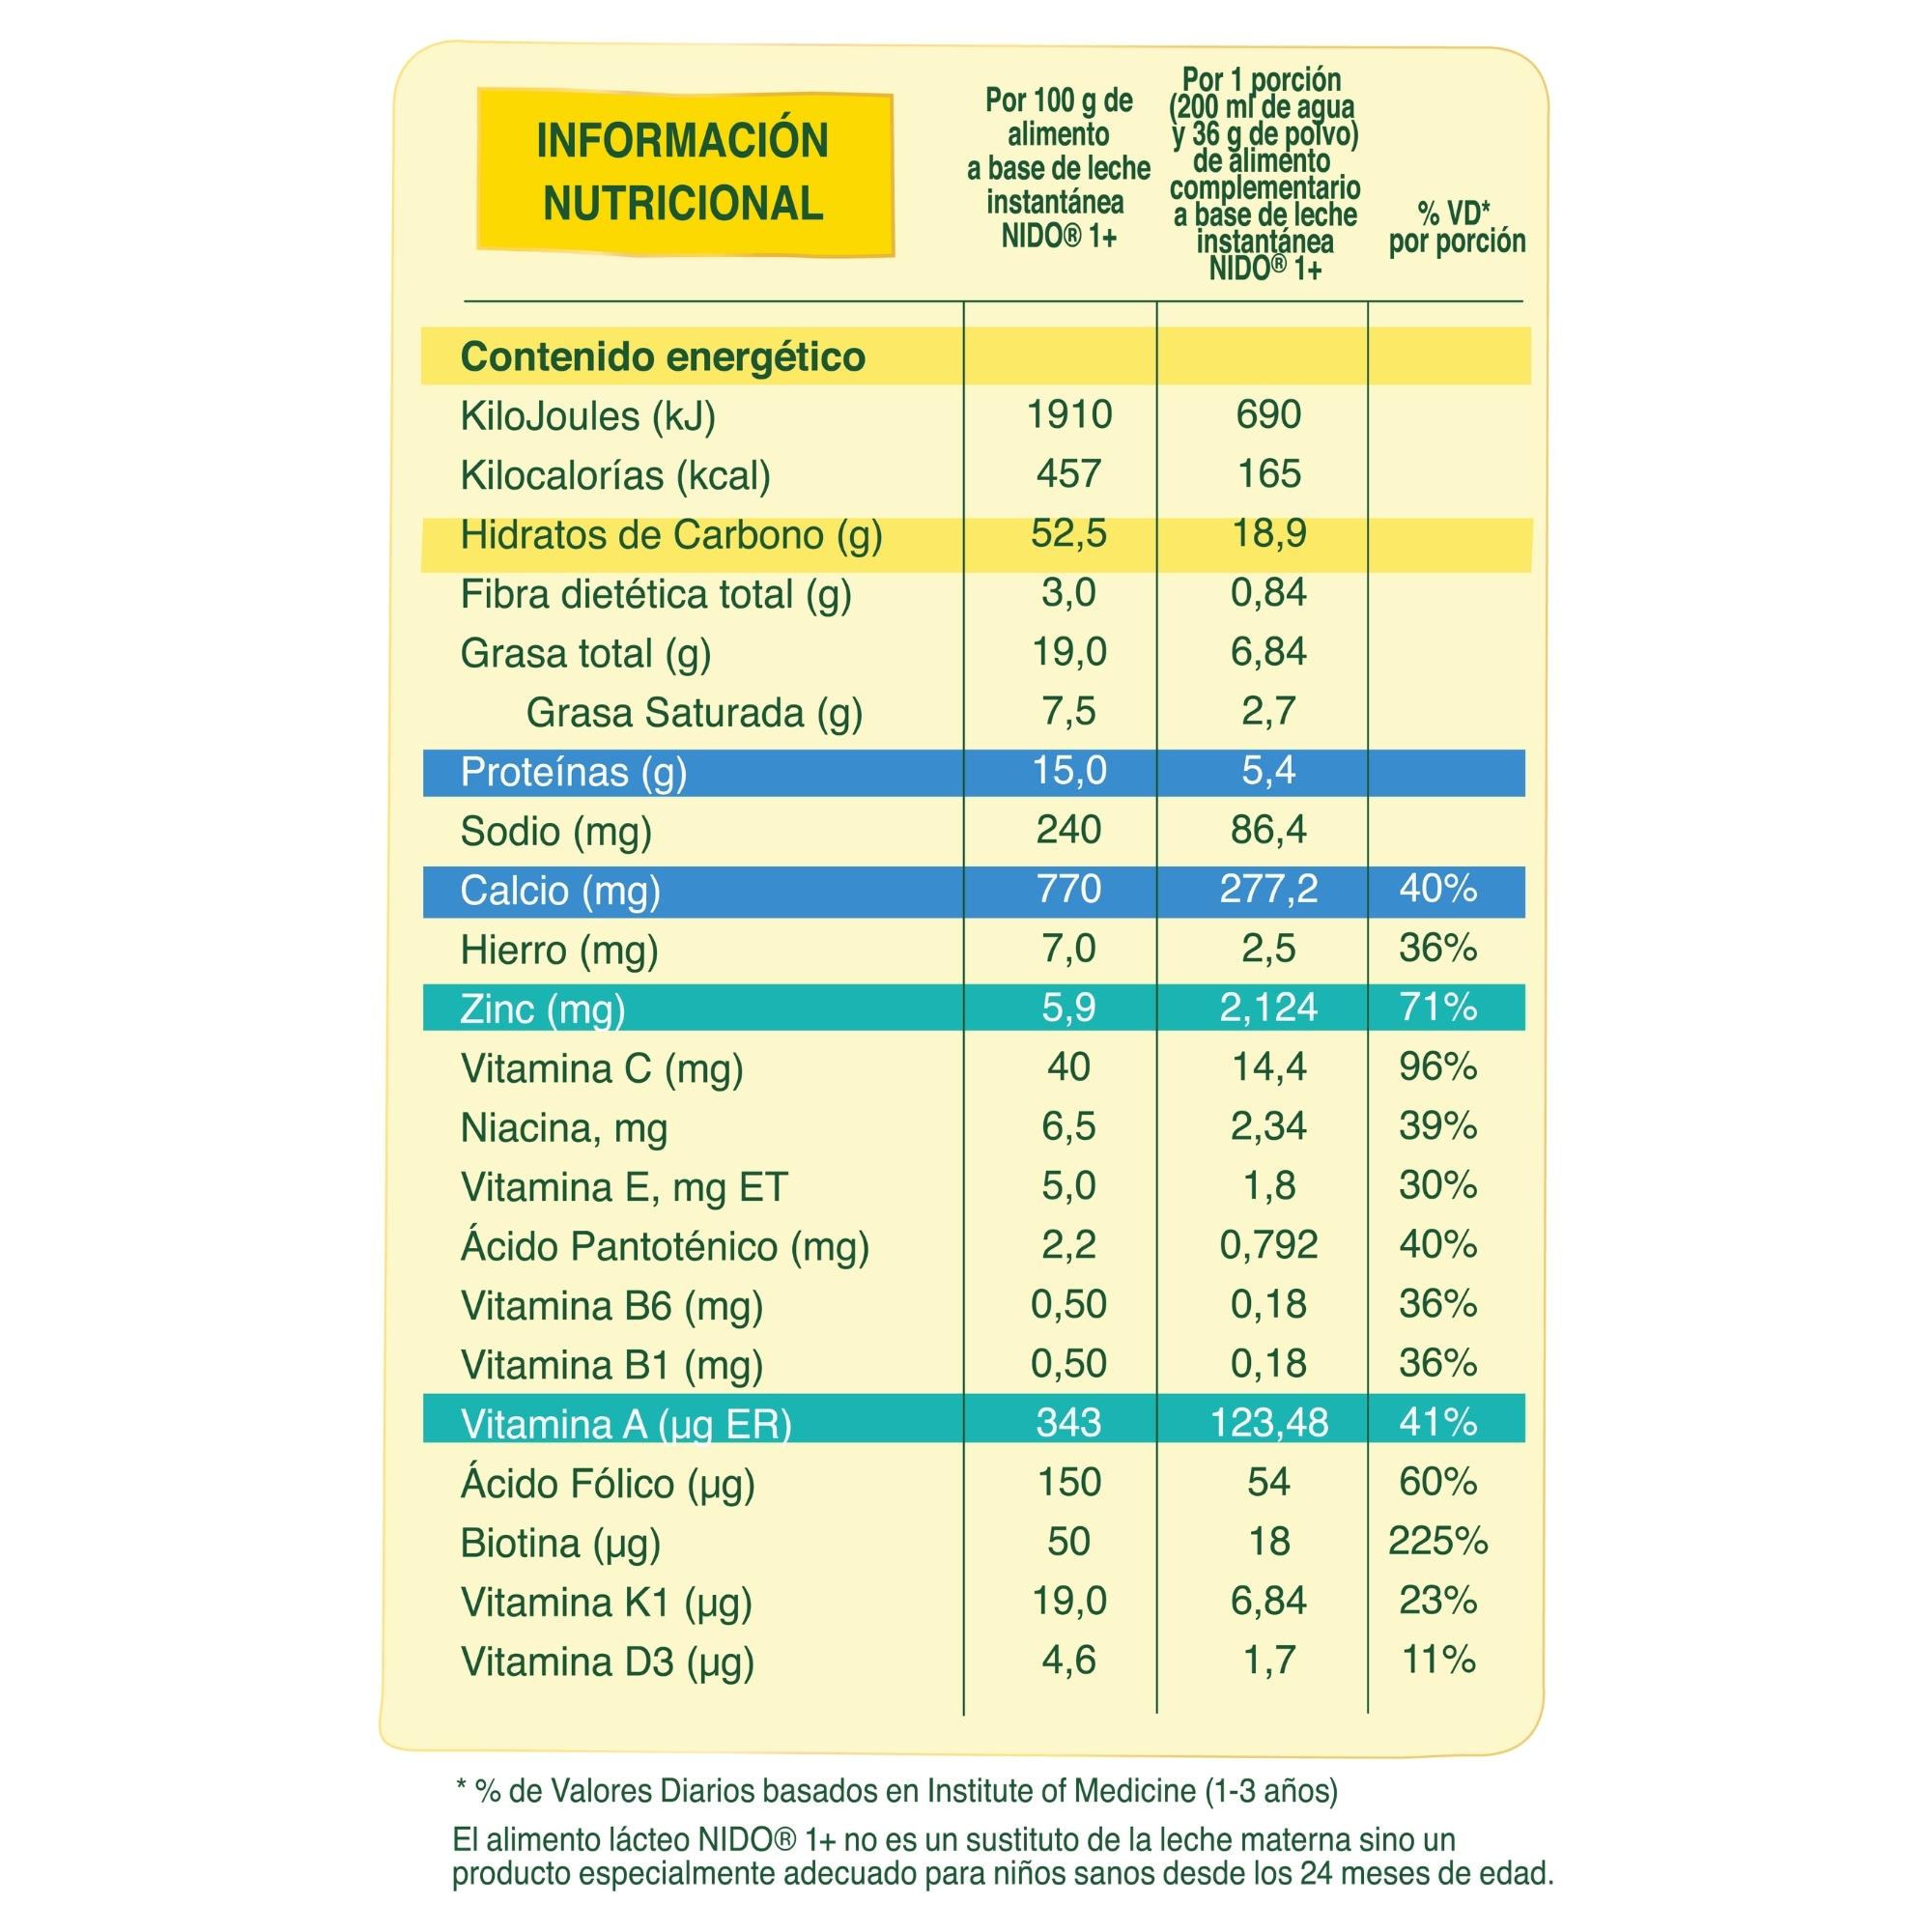 INFORMACIÓN
NUTRICIONAL
Por 100 g de
alimento
a base de leche
instantánea
NIDO® 1+
Por 1 porción
(200 ml de agua
y 36 g de polvo)
de alimento
complementario
a base de leche
instantánea
NIDO® 1+
% VD*
por porción
Contenido energético
KiloJoules (kJ) 1910 690
Kilocalorías (kcal) 457 165
Hidratos de Carbono (g) 52,5 18,9
Fibra dietética total (g) 3,0 0,84
Grasa total (g) 19,0 6,84
Grasa Saturada (g) 7,5 2,7
Proteínas (g) 15,0 5,4
Sodio (mg) 240 86,4
Calcio (mg) 770 277,2 40%
Hierro (mg) 7,0 2,5 36%
Zinc (mg) 5,9 2,124 71%
Vitamina C (mg) 40 14,4 96%
Niacina, mg 6,5 2,34 39%
Vitamina E, mg ET 5,0 1,8 30%
Ácido Pantoténico (mg) 2,2 0,792 40%
Vitamina B6 (mg) 0,50 0,18 36%
Vitamina B1 (mg) 0,50 0,18 36%
Vitamina A (µg ER) 343 123,48 41%
Ácido Fólico (µg) 150 54 60%
Biotina (µg) 50 18 225%
Vitamina K1 (µg) 19,0 6,84 23%
Vitamina D3 (µg) 4,6 1,7 11%
* % de Valores Diarios basados en Institute of Medicine (1-3 años)
El alimento lácteo NIDO® 1+ no es un sustituto de la leche materna sino un
producto especialmente adecuado para niños sanos desde los 24 meses de edad.